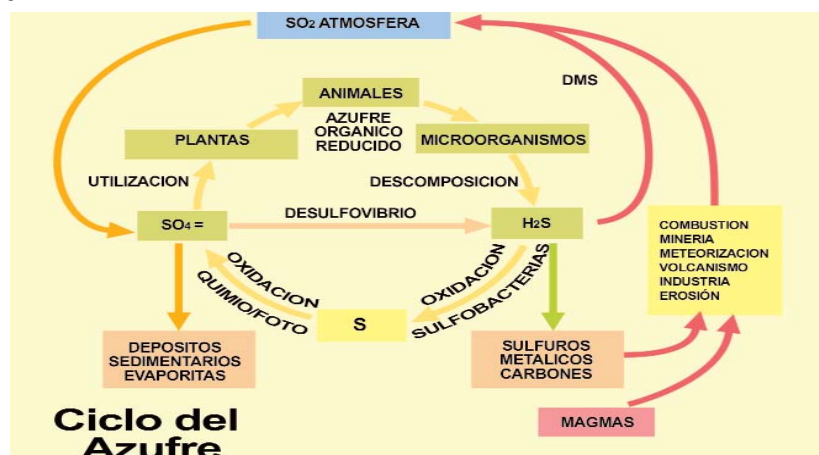 SO2 ATMOSFERA
DMS
ANIMALES
AZUFRE
ORGANICO
REDUCIDO
PLANTAS
MICROORGANISMOS
UTILIZACION
DESCOMPOSICION
SO4 =
DESULFOVIBRIO
H2S
COMBUSTION
MINERIA
METEORIZACION
VOLCANISMO
INDUSTRIA
EROSIÓN
OXIDACION
QUIMIO/FOTO
S
OXIDACION
SULFOBACTERIAS
DEPOSITOS
SEDIMENTARIOS
EVAPORITAS
SULFUROS
METALICOS
CARBONES
MAGMAS
Ciclo del
Azufre